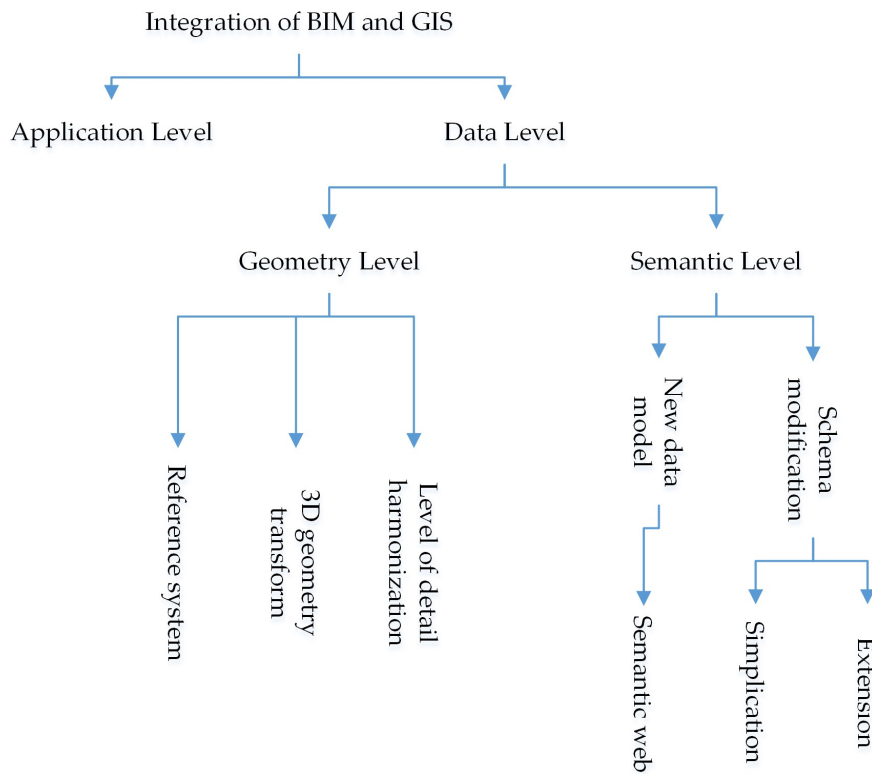 Integration of BIM and GIS
Application Level
Data Level
Geometry Level
Semantic Level
Reference system
3D geometry
transform
Level of detail
harmonization
New data
model
Schema
modification
Semantic web
Simplication
Extension